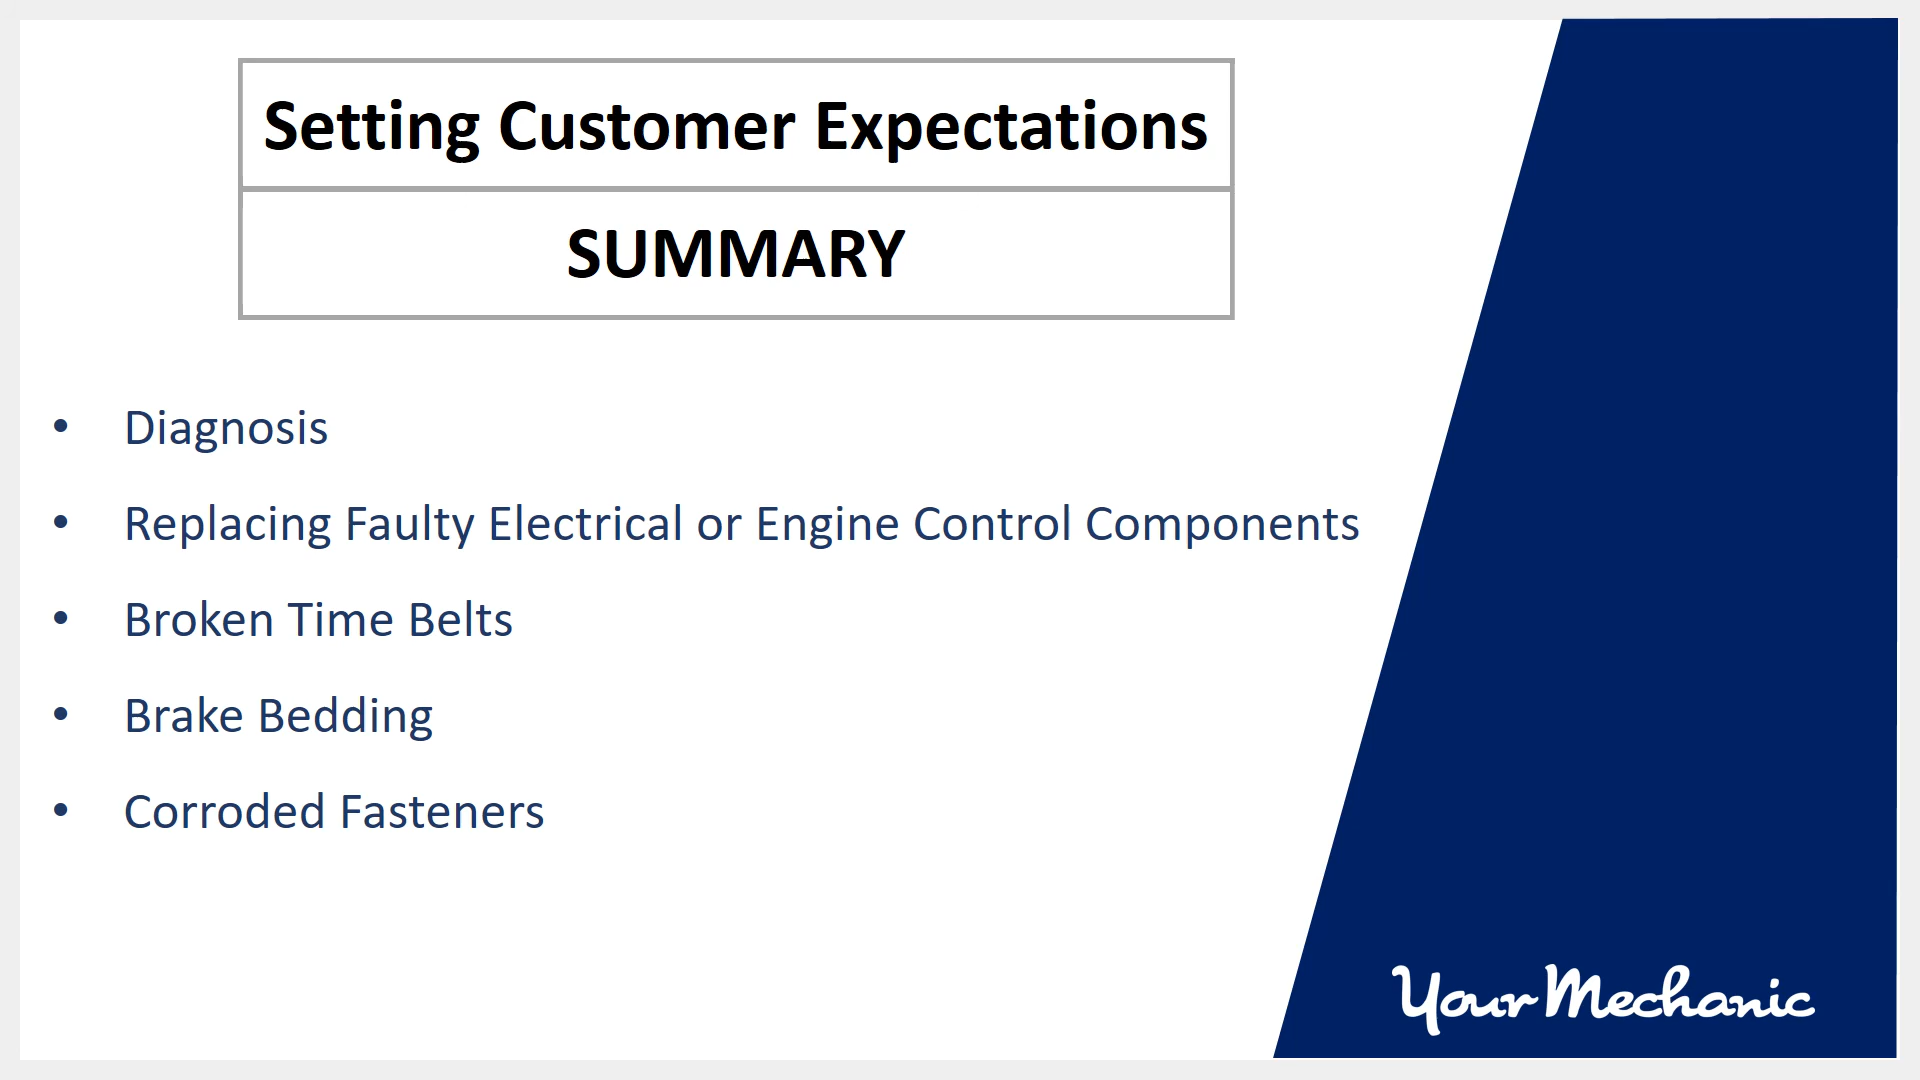 Setting Customer Expectations
SUMMARY
• Diagnosis
• Replacing Faulty Electrical or Engine Control Components
• Broken Time Belts
• Brake Bedding
• Corroded Fasteners
YourMechanic